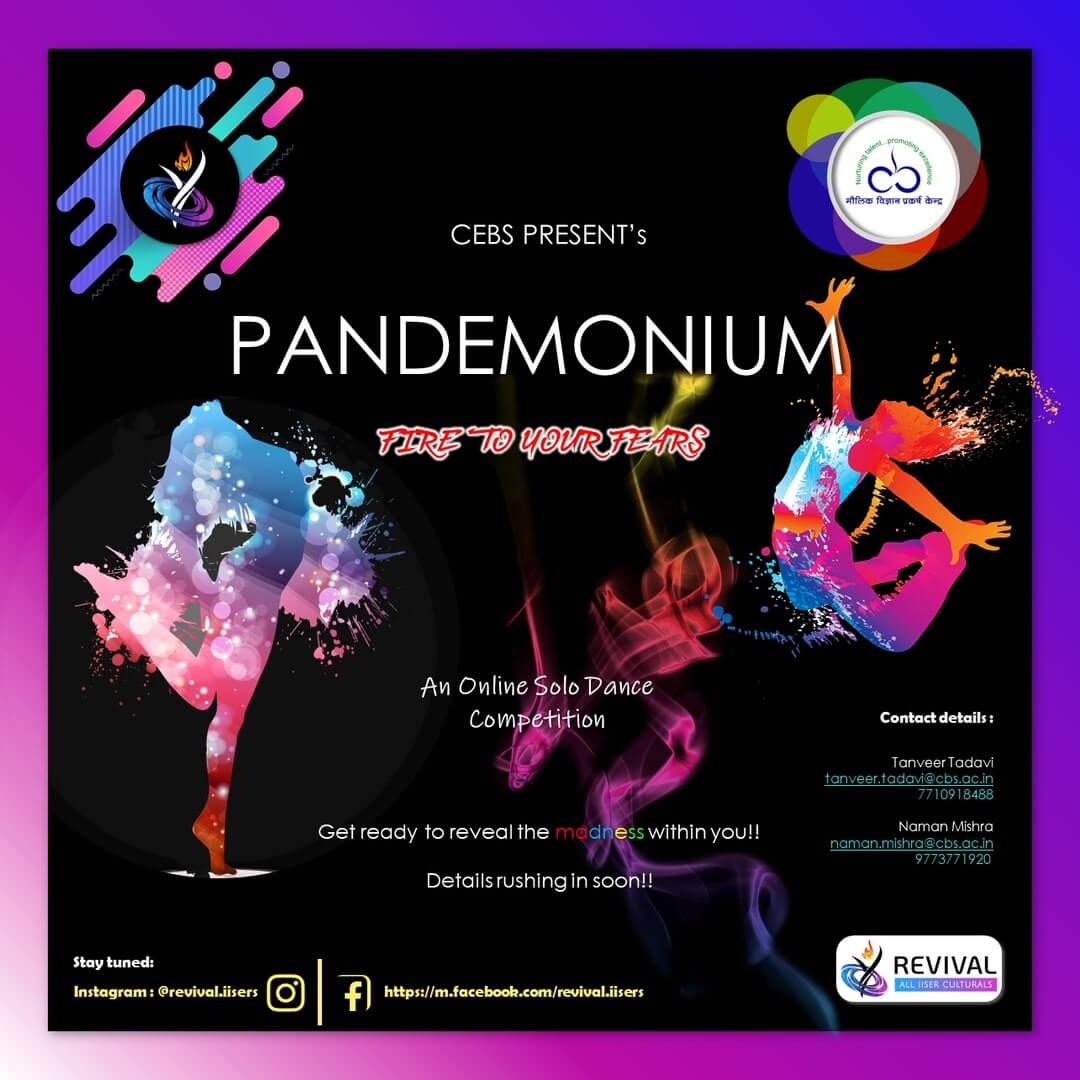 Nurturing talent...promoting excellence
मौलिक विज्ञान प्रकर्ष केन्द्र
CEBS PRESENT's
PANDEMONIUM
FIRE TO YOUR FEARS
An Online Solo Dance
Competition
Contact details :
Tanveer Tadavi
tanveer.tadavi@cbs.ac.in
7710918488
Naman Mishra
naman.mishra@cbs.ac.in
9773771920
Get ready to reveal the madness within you!!
Details rushing in soon!!
Stay tuned:
Instagram : @revival.iisers
https://m.facebook.com/revival.iisers
REVIVAL
ALL IISER CULTURALS